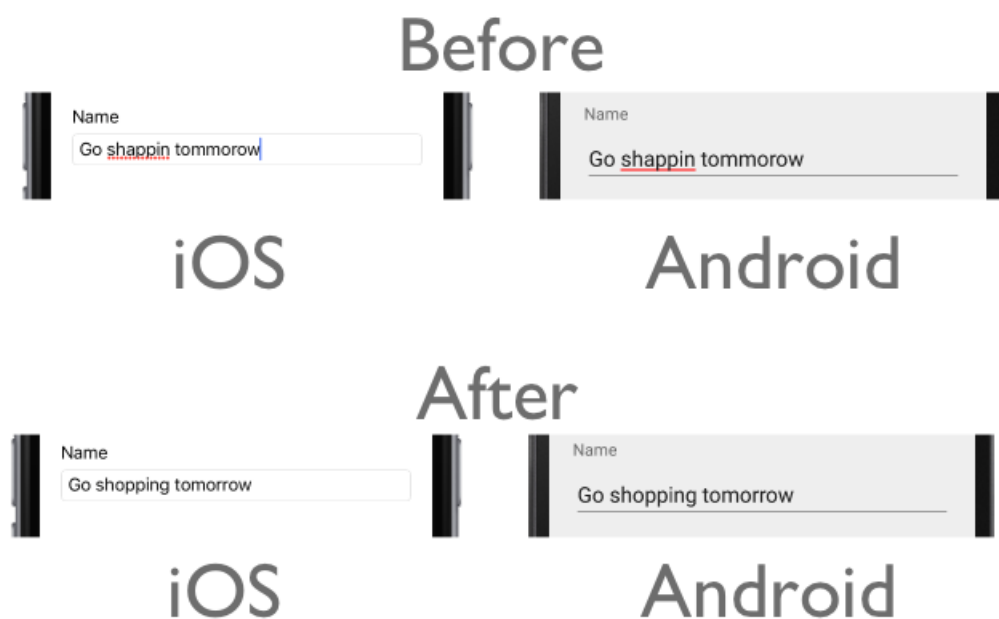 Before
Name
Go shappin tommorow
Name
Go shappin tommorow
iOS
Android
After
Name
Go shopping tomorrow
Name
Go shopping tomorrow
iOS
Android